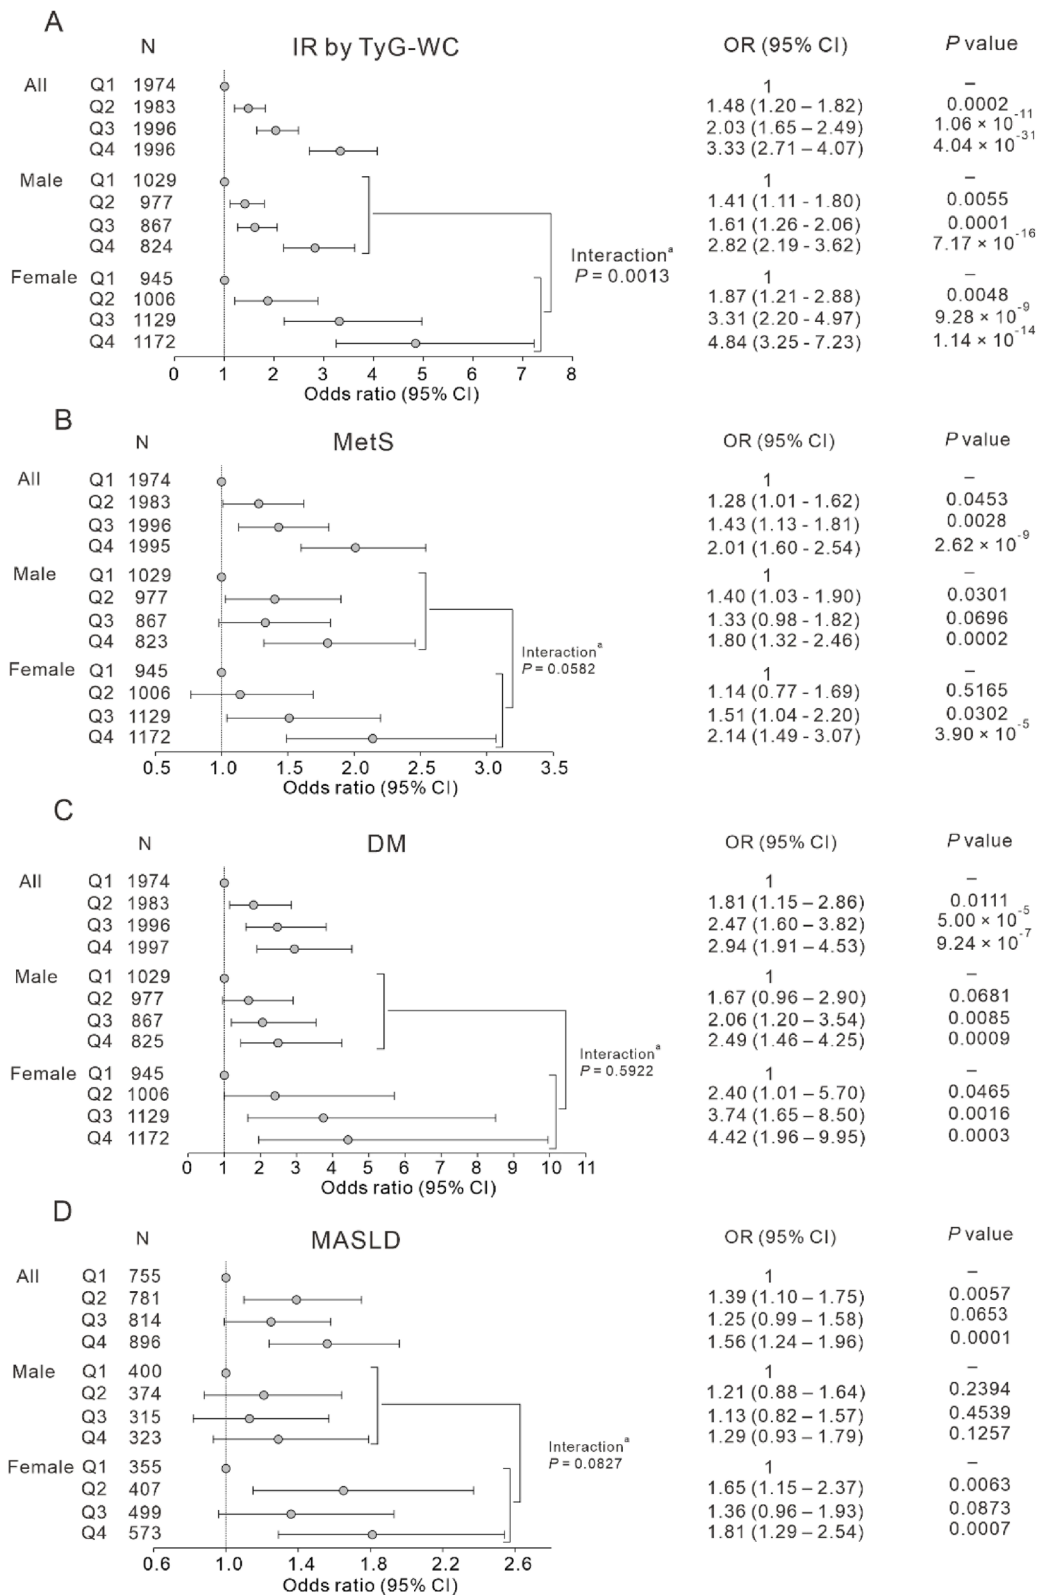 A
N IR by TyG-WC OR (95% CI) P value
All Q1 1974 1 –
Q2 1983 1.48 (1.20 – 1.82) 0.0002
Q3 1996 2.03 (1.65 – 2.49) 1.06 × 10⁻¹¹
Q4 1996 3.33 (2.71 – 4.07) 4.04 × 10⁻³¹
Male Q1 1029 1 –
Q2 977 1.41 (1.11 - 1.80) 0.0055
Q3 867 1.61 (1.26 - 2.06) 0.0001
Q4 824 2.82 (2.19 – 3.62) 7.17 × 10⁻¹⁶
Interactionᵃ
P = 0.0013
Female Q1 945 1 –
Q2 1006 1.87 (1.21 - 2.88) 0.0048
Q3 1129 3.31 (2.20 - 4.97) 9.28 × 10⁻⁹
Q4 1172 4.84 (3.25 - 7.23) 1.14 × 10⁻¹⁴
0 1 2 3 4 5 6 7 8
Odds ratio (95% CI)
B
N MetS OR (95% CI) P value
All Q1 1974 1 –
Q2 1983 1.28 (1.01 - 1.62) 0.0453
Q3 1996 1.43 (1.13 - 1.81) 0.0028
Q4 1995 2.01 (1.60 - 2.54) 2.62 × 10⁻⁹
Male Q1 1029 1 –
Q2 977 1.40 (1.03 - 1.90) 0.0301
Q3 867 1.33 (0.98 - 1.82) 0.0696
Q4 823 1.80 (1.32 - 2.46) 0.0002
Interactionᵃ
P = 0.0582
Female Q1 945 1 –
Q2 1006 1.14 (0.77 - 1.69) 0.5165
Q3 1129 1.51 (1.04 - 2.20) 0.0302
Q4 1172 2.14 (1.49 - 3.07) 3.90 × 10⁻⁵
0.5 1.0 1.5 2.0 2.5 3.0 3.5
Odds ratio (95% CI)
C
N DM OR (95% CI) P value
All Q1 1974 1 –
Q2 1983 1.81 (1.15 – 2.86) 0.0111
Q3 1996 2.47 (1.60 – 3.82) 5.00 × 10⁻⁵
Q4 1997 2.94 (1.91 – 4.53) 9.24 × 10⁻⁷
Male Q1 1029 1 –
Q2 977 1.67 (0.96 – 2.90) 0.0681
Q3 867 2.06 (1.20 – 3.54) 0.0085
Q4 825 2.49 (1.46 – 4.25) 0.0009
Interactionᵃ
P = 0.5922
Female Q1 945 1 –
Q2 1006 2.40 (1.01 – 5.70) 0.0465
Q3 1129 3.74 (1.65 – 8.50) 0.0016
Q4 1172 4.42 (1.96 – 9.95) 0.0003
0 1 2 3 4 5 6 7 8 9 10 11
Odds ratio (95% CI)
D
N MASLD OR (95% CI) P value
All Q1 755 1 –
Q2 781 1.39 (1.10 – 1.75) 0.0057
Q3 814 1.25 (0.99 – 1.58) 0.0653
Q4 896 1.56 (1.24 – 1.96) 0.0001
Male Q1 400 1 –
Q2 374 1.21 (0.88 – 1.64) 0.2394
Q3 315 1.13 (0.82 – 1.57) 0.4539
Q4 323 1.29 (0.93 – 1.79) 0.1257
Interactionᵃ
P = 0.0827
Female Q1 355 1 –
Q2 407 1.65 (1.15 – 2.37) 0.0063
Q3 499 1.36 (0.96 – 1.93) 0.0873
Q4 573 1.81 (1.29 – 2.54) 0.0007
0.6 1.0 1.4 1.8 2.2 2.6
Odds ratio (95% CI)